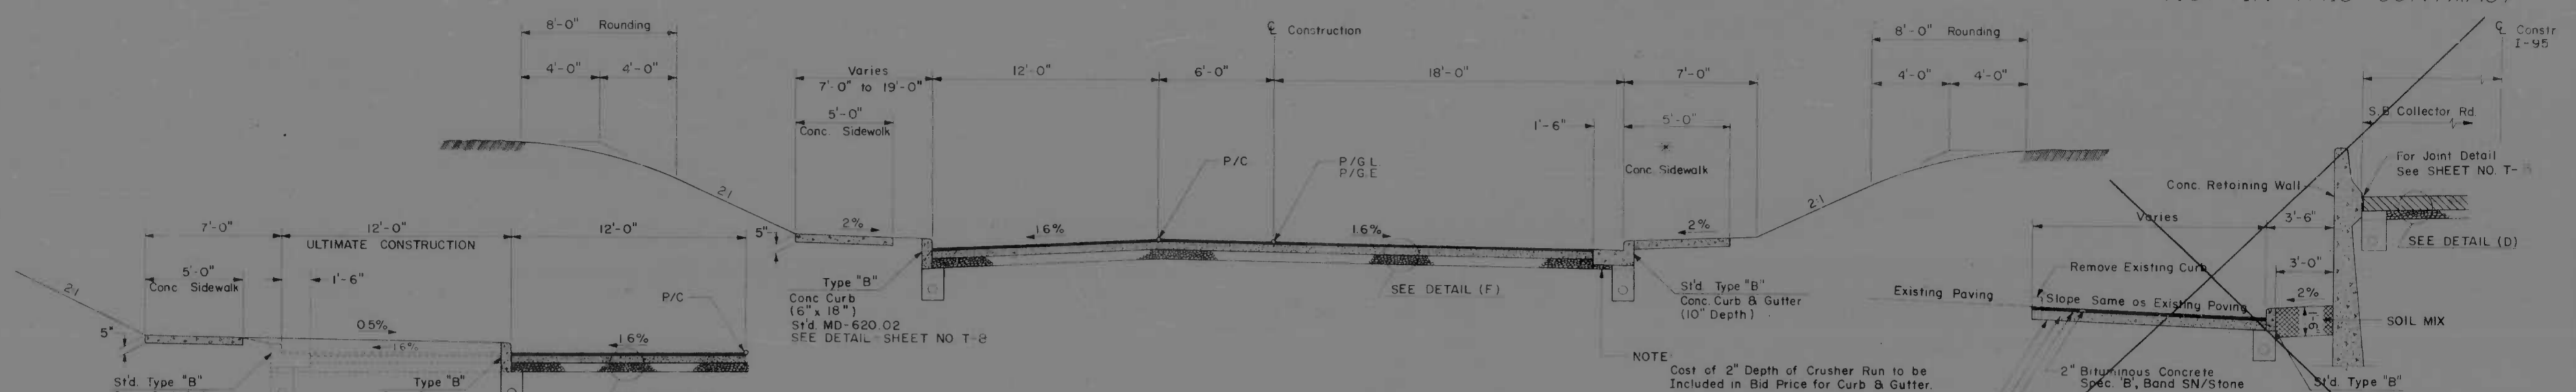 8'-0" Rounding
4'-0" 4'-0"
℄ Construction
Varies
7'-0" to 19'-0"
12'-0"
6'-0"
18'-0"
7'-0"
5'-0"
Conc. Sidewalk
1'-6"
5'-0"
*
Conc. Sidewalk
P/C
P/G.L
P/G.E
8'-0" Rounding
4'-0" 4'-0"
℄ Constr.
I-95
S.B Collector Rd.
For Joint Detail
See SHEET NO. T-
Conc. Retaining Wall
Varies
3'-6"
SEE DETAIL (D)
3'-0"
2%
Remove Existing Curb
Existing Paving
Slope Same as Existing Paving
1'-6
SOIL MIX
2:1
2:1
5"
2%
1.6%
1.6%
2%
Type "B"
Conc Curb
(6" x 18")
St'd. MD-620.02
SEE DETAIL SHEET NO T-2
SEE DETAIL (F)
St'd. Type "B"
Conc. Curb & Gutter
(10" Depth)
7'-0"
12'-0"
ULTIMATE CONSTRUCTION
12'-0"
5'-0"
Conc Sidewalk
1'-6"
2:1
P/C
5"
0.5%
1.6%
1.6%
St'd. Type "B"
Type "B"
NOTE:
Cost of 2" Depth of Crusher Run to be
Included in Bid Price for Curb & Gutter.
2" Bituminous Concrete
Spec. 'B', Band SN/Stone
St'd. Type "B"